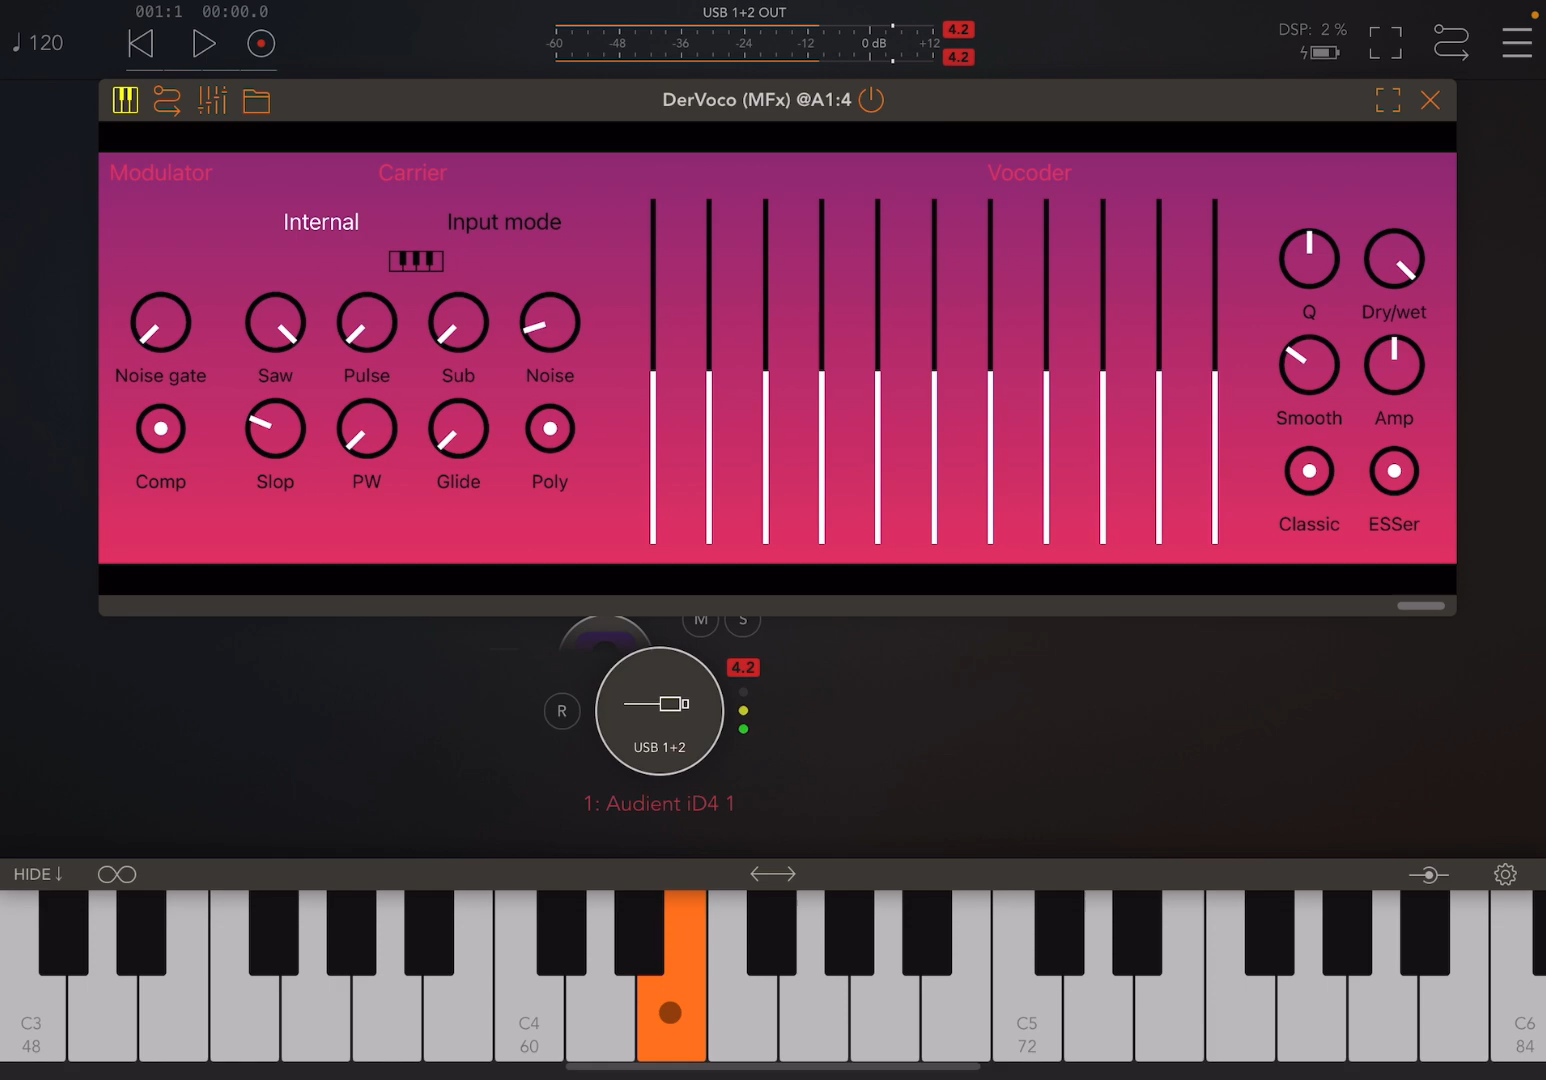 001:1 00:00.0
USB 1+2 OUT
♩120
-60 -48 -36 -24 -12 0 dB +12
4.2
4.2
DSP: 2 %
DerVoco (MFx) @A1:4
Modulator
Carrier
Vocoder
Internal
Input mode
Noise gate
Saw
Pulse
Sub
Noise
Comp
Slop
PW
Glide
Poly
Q
Dry/wet
Smooth
Amp
Classic
ESSer
M
S
4.2
R
USB 1+2
1: Audient iD4 1
HIDE↓
C3
48
C4
60
C5
72
C6
84